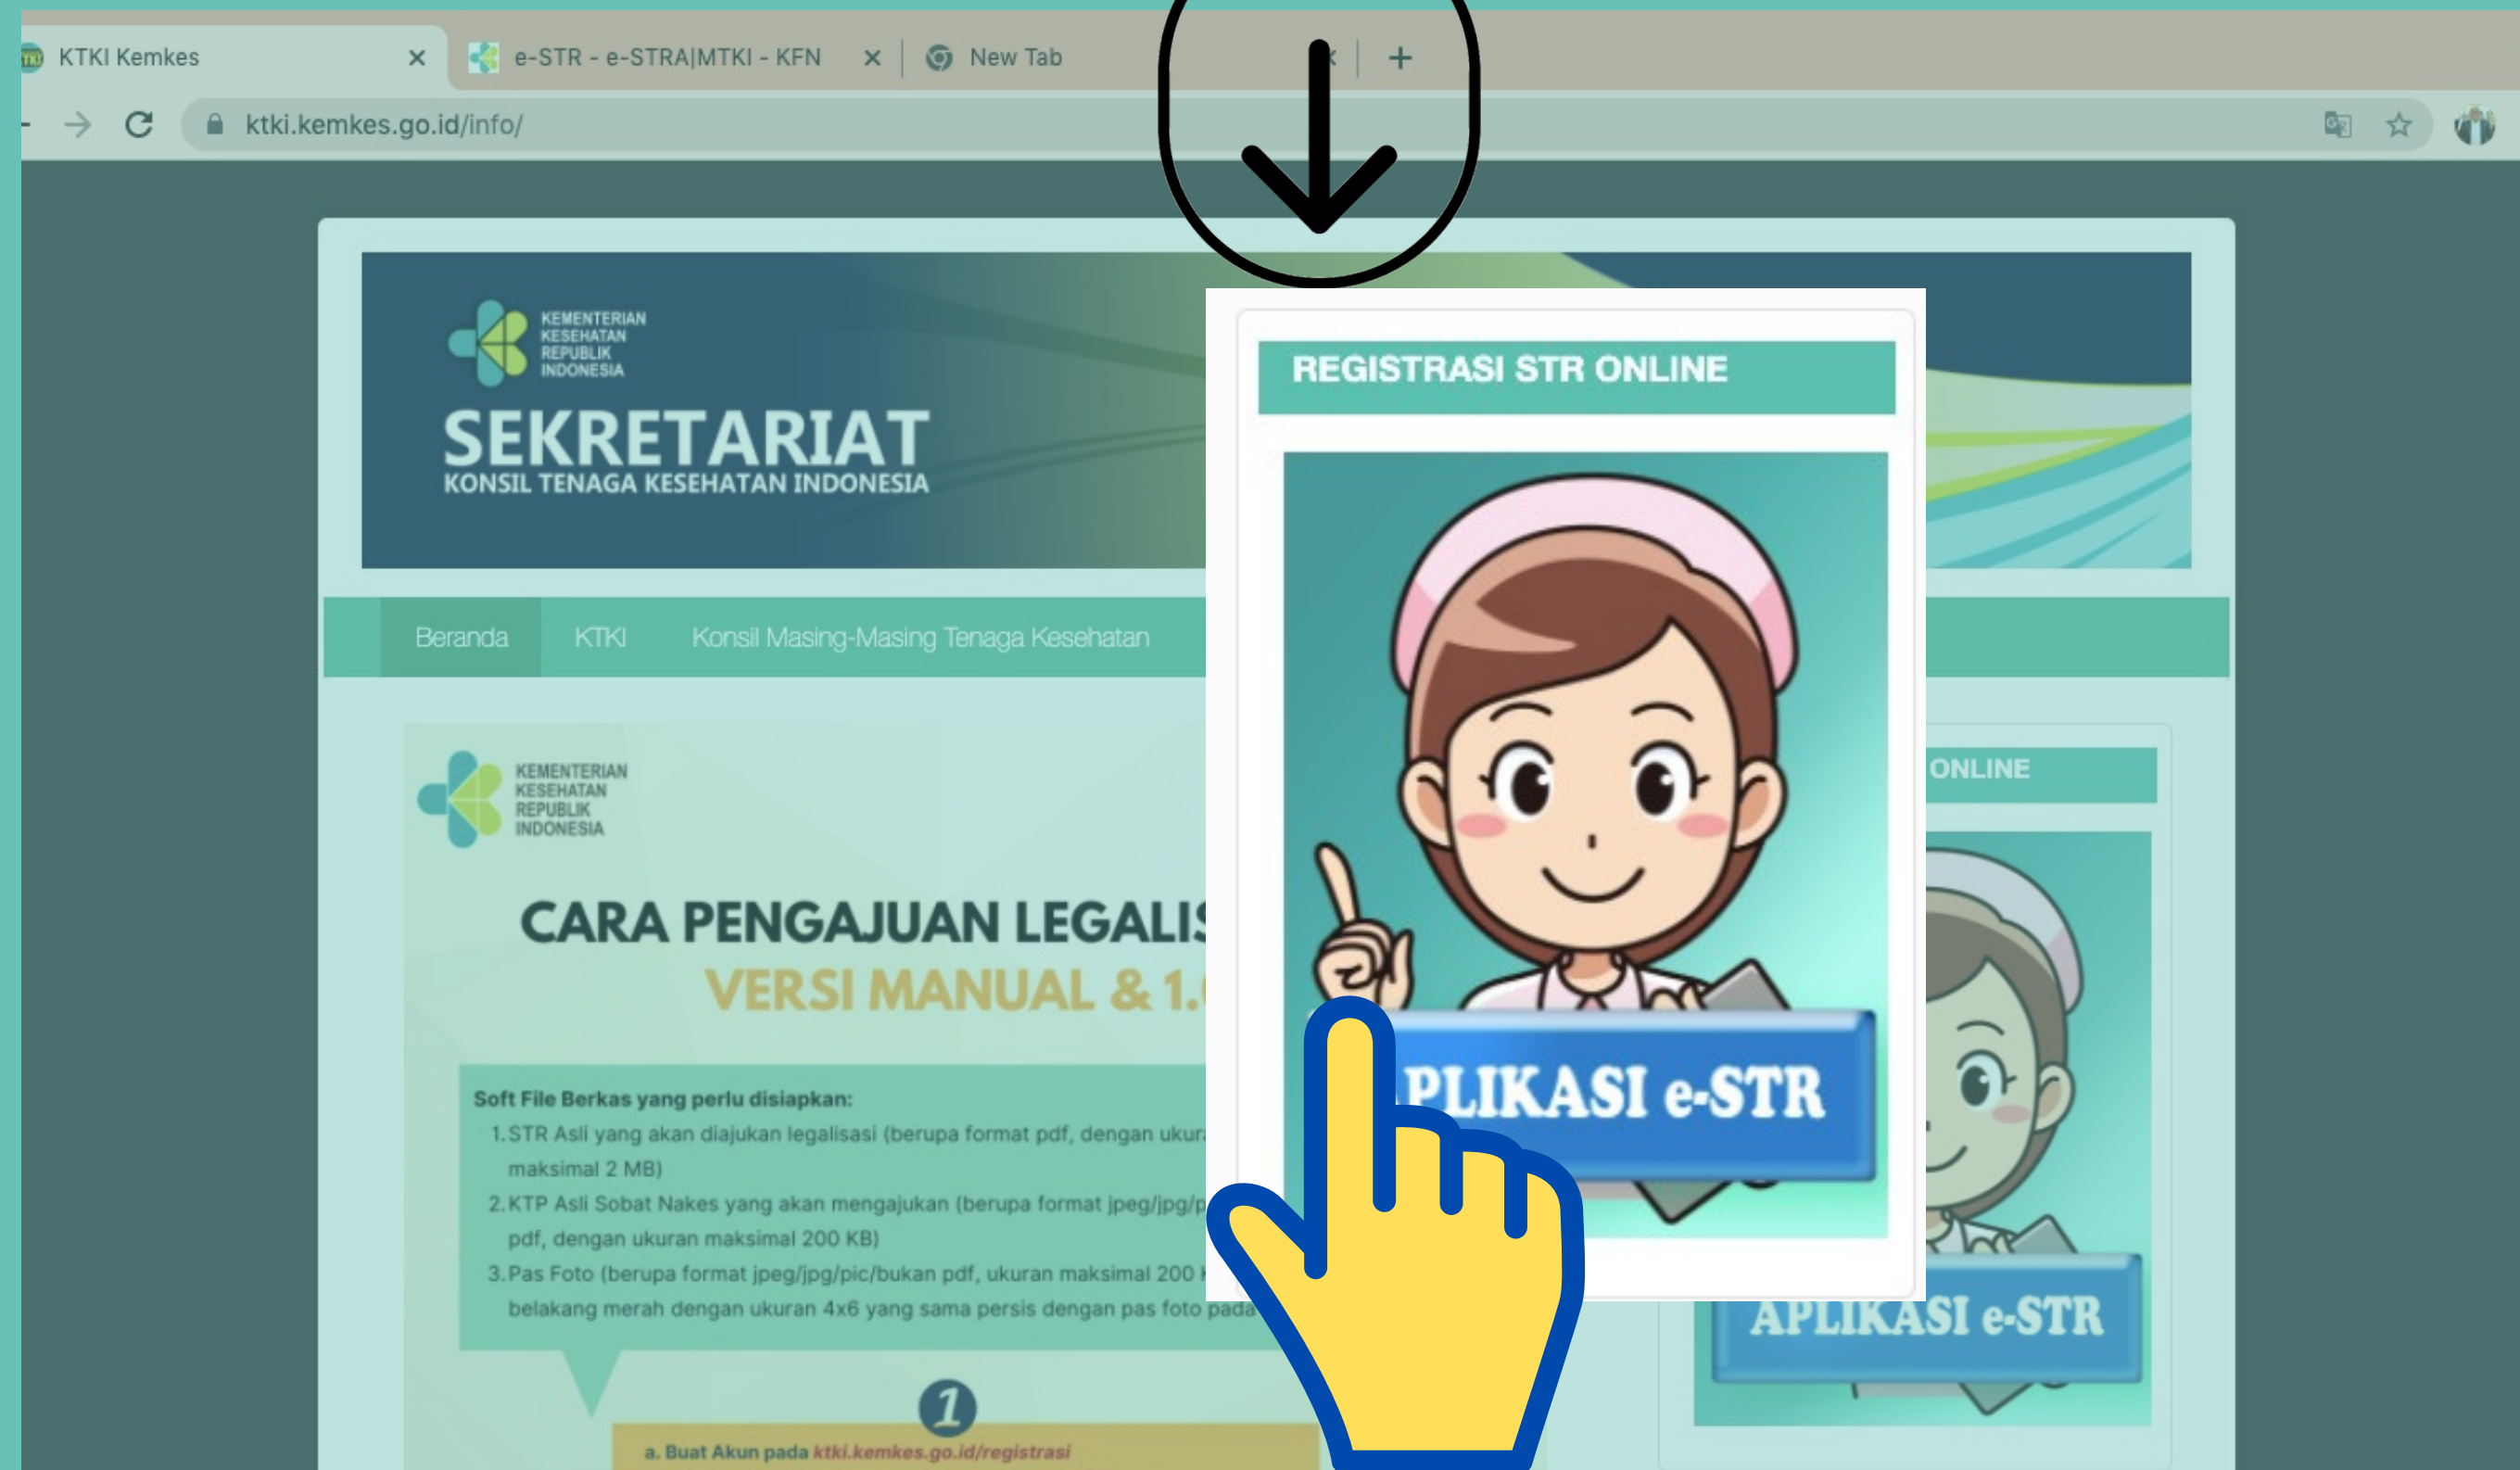 KTKI Kemkes
e-STR - e-STRA|MTKI - KFN
New Tab
ktki.kemkes.go.id/info/
KEMENTERIAN
KESEHATAN
REPUBLIK
INDONESIA
SEKRETARIAT
KONSIL TENAGA KESEHATAN INDONESIA
REGISTRASI STR ONLINE
Beranda KTKI Konsil Masing-Masing Tenaga Kesehatan
KEMENTERIAN
KESEHATAN
REPUBLIK
INDONESIA
CARA PENGAJUAN LEGALIS
VERSI MANUAL & 1.
Soft File Berkas yang perlu disiapkan:
1. STR Asli yang akan diajukan legalisasi (berupa format pdf, dengan ukur
maksimal 2 MB)
2. KTP Asli Sobat Nakes yang akan mengajukan (berupa format jpeg/jpg/p
pdf, dengan ukuran maksimal 200 KB)
3. Pas Foto (berupa format jpeg/jpg/pic/bukan pdf, ukuran maksimal 200
belakang merah dengan ukuran 4x6 yang sama persis dengan pas foto pada
1
a. Buat Akun pada ktki.kemkes.go.id/registrasi
PLIKASI e-STR
ONLINE
APLIKASI e-STR